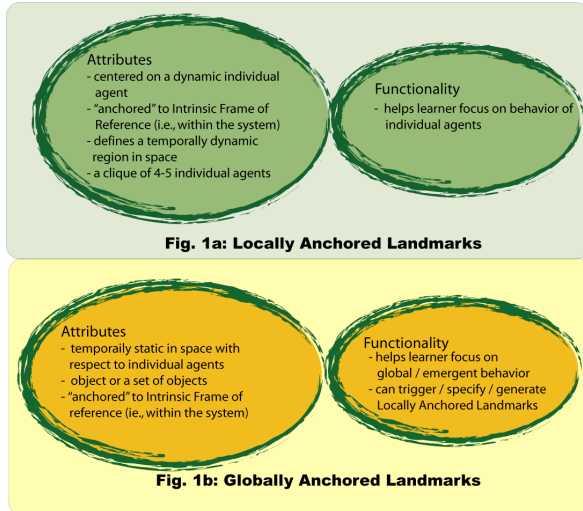 Attributes
- centered on a dynamic individual
agent
- "anchored" to Intrinsic Frame of
Reference (i.e., within the system)
- defines a temporally dynamic
region in space
- a clique of 4-5 individual agents
Functionality
- helps learner focus on behavior of
individual agents
Fig. 1a: Locally Anchored Landmarks
Attributes
- temporaily static in space with
respect to individual agents
- object or a set of objects
- "anchored" to Intrinsic Frame of
reference (ie., within the system)
Functionality
- helps learner focus on
global / emergent behavior
- can trigger / specify / generate
Locally Anchored Landmarks
Fig. 1b: Globally Anchored Landmarks